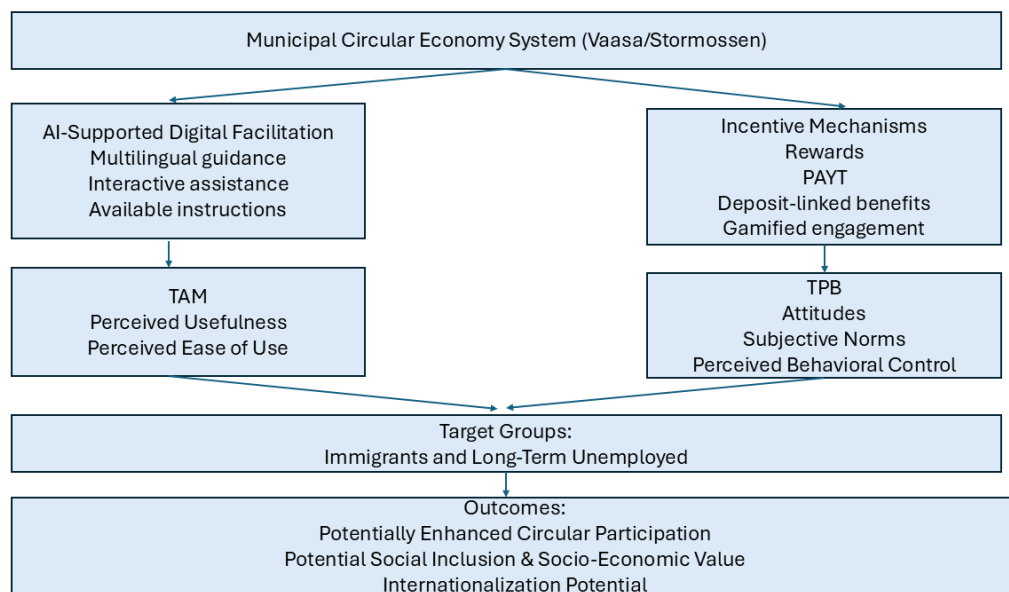 Municipal Circular Economy System (Vaasa/Stormossen)
AI-Supported Digital Facilitation
Multilingual guidance
Interactive assistance
Available instructions
Incentive Mechanisms
Rewards
PAYT
Deposit-linked benefits
Gamified engagement
TAM
Perceived Usefulness
Perceived Ease of Use
TPB
Attitudes
Subjective Norms
Perceived Behavioral Control
Target Groups:
Immigrants and Long-Term Unemployed
Outcomes:
Potentially Enhanced Circular Participation
Potential Social Inclusion & Socio-Economic Value
Internationalization Potential